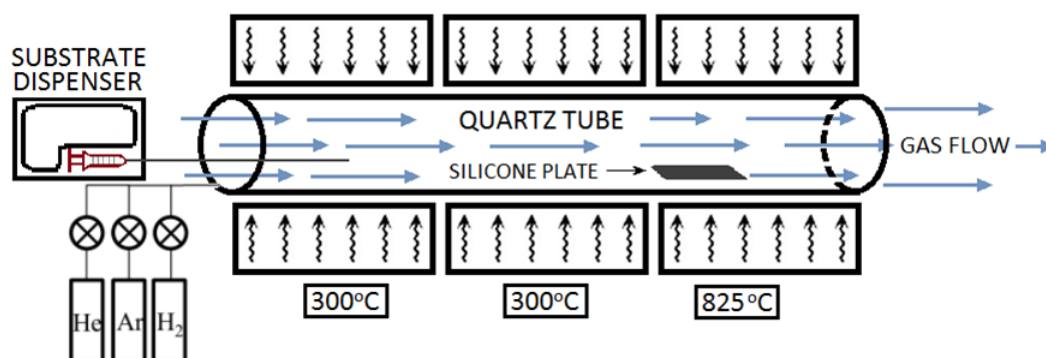 SUBSTRATE
DISPENSER
QUARTZ TUBE
GAS FLOW
SILICONE PLATE
He Ar H₂
300°C 300°C 825°C